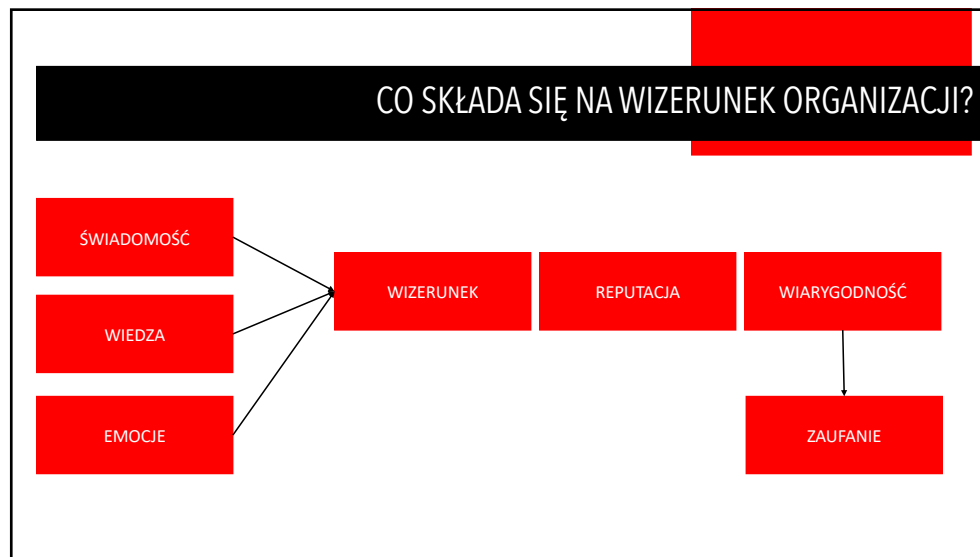 CO SKŁADA SIĘ NA WIZERUNEK ORGANIZACJI?
ŚWIADOMOŚĆ
WIEDZA
EMOCJE
WIZERUNEK
REPUTACJA
WIARYGODNOŚĆ
ZAUFANIE